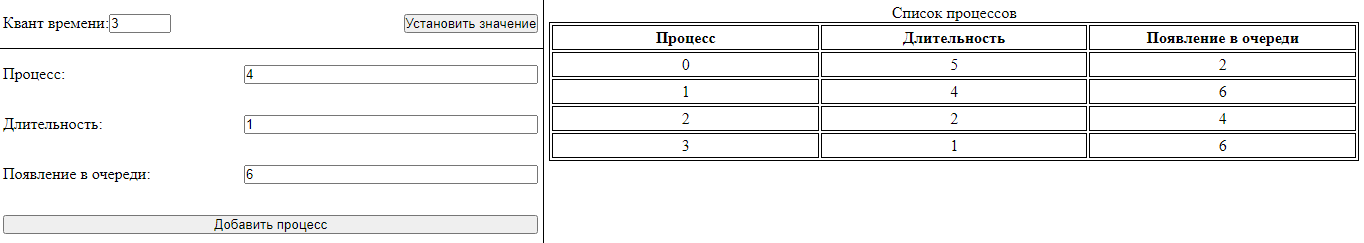 Квант времени: 3 Установить значение
Процесс: 4
Длительность: 1
Появление в очереди: 6
Добавить процесс
Список процессов
Процесс Длительность Появление в очереди
0 5 2
1 4 6
2 2 4
3 1 6